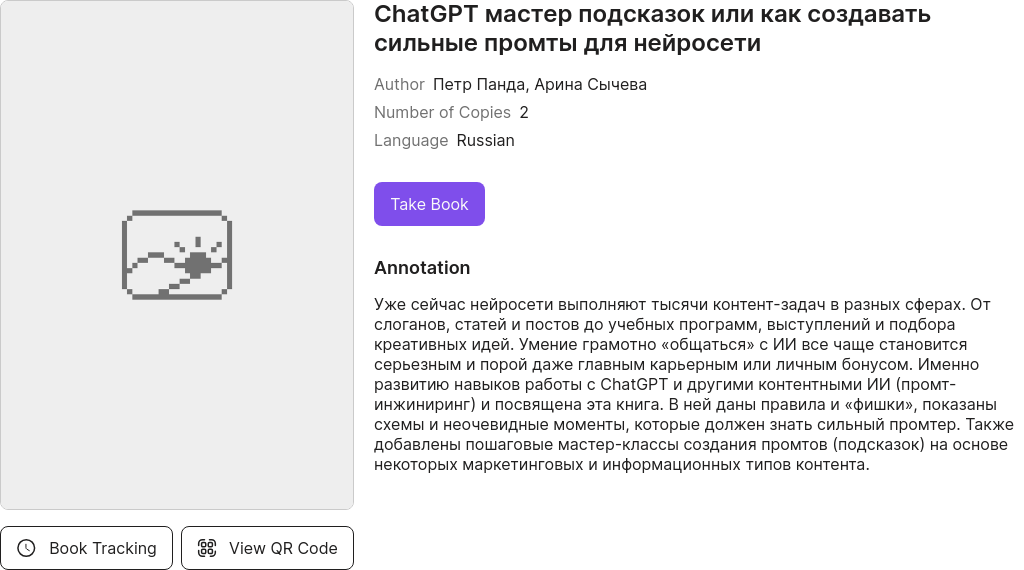 ChatGPT мастер подсказок или как создавать
сильные промты для нейросети
Author Петр Панда, Арина Сычева
Number of Copies 2
Language Russian
Take Book
Annotation
Уже сейчас нейросети выполняют тысячи контент-задач в разных сферах. От
слоганов, статей и постов до учебных программ, выступлений и подбора
креативных идей. Умение грамотно «общаться» с ИИ все чаще становится
серьезным и порой даже главным карьерным или личным бонусом. Именно
развитию навыков работы с ChatGPT и другими контентными ИИ (промт-
инжиниринг) и посвящена эта книга. В ней даны правила и «фишки», показаны
схемы и неочевидные моменты, которые должен знать сильный промтер. Также
добавлены пошаговые мастер-классы создания промтов (подсказок) на основе
некоторых маркетинговых и информационных типов контента.
Book Tracking
View QR Code